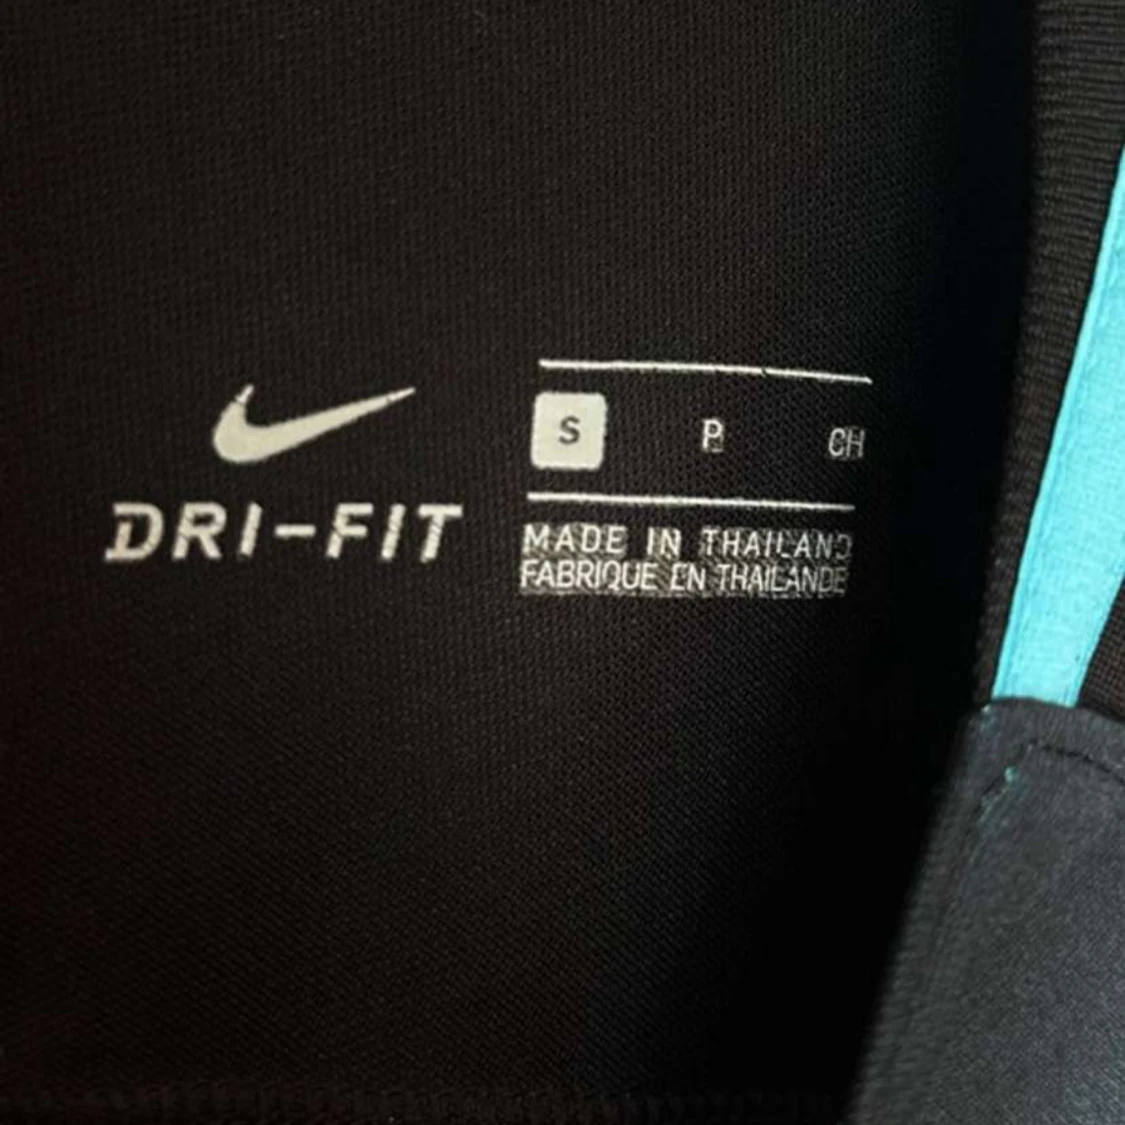 DRI-FIT
S P CH
MADE IN THAILAND
FABRIQUE EN THAILANDE